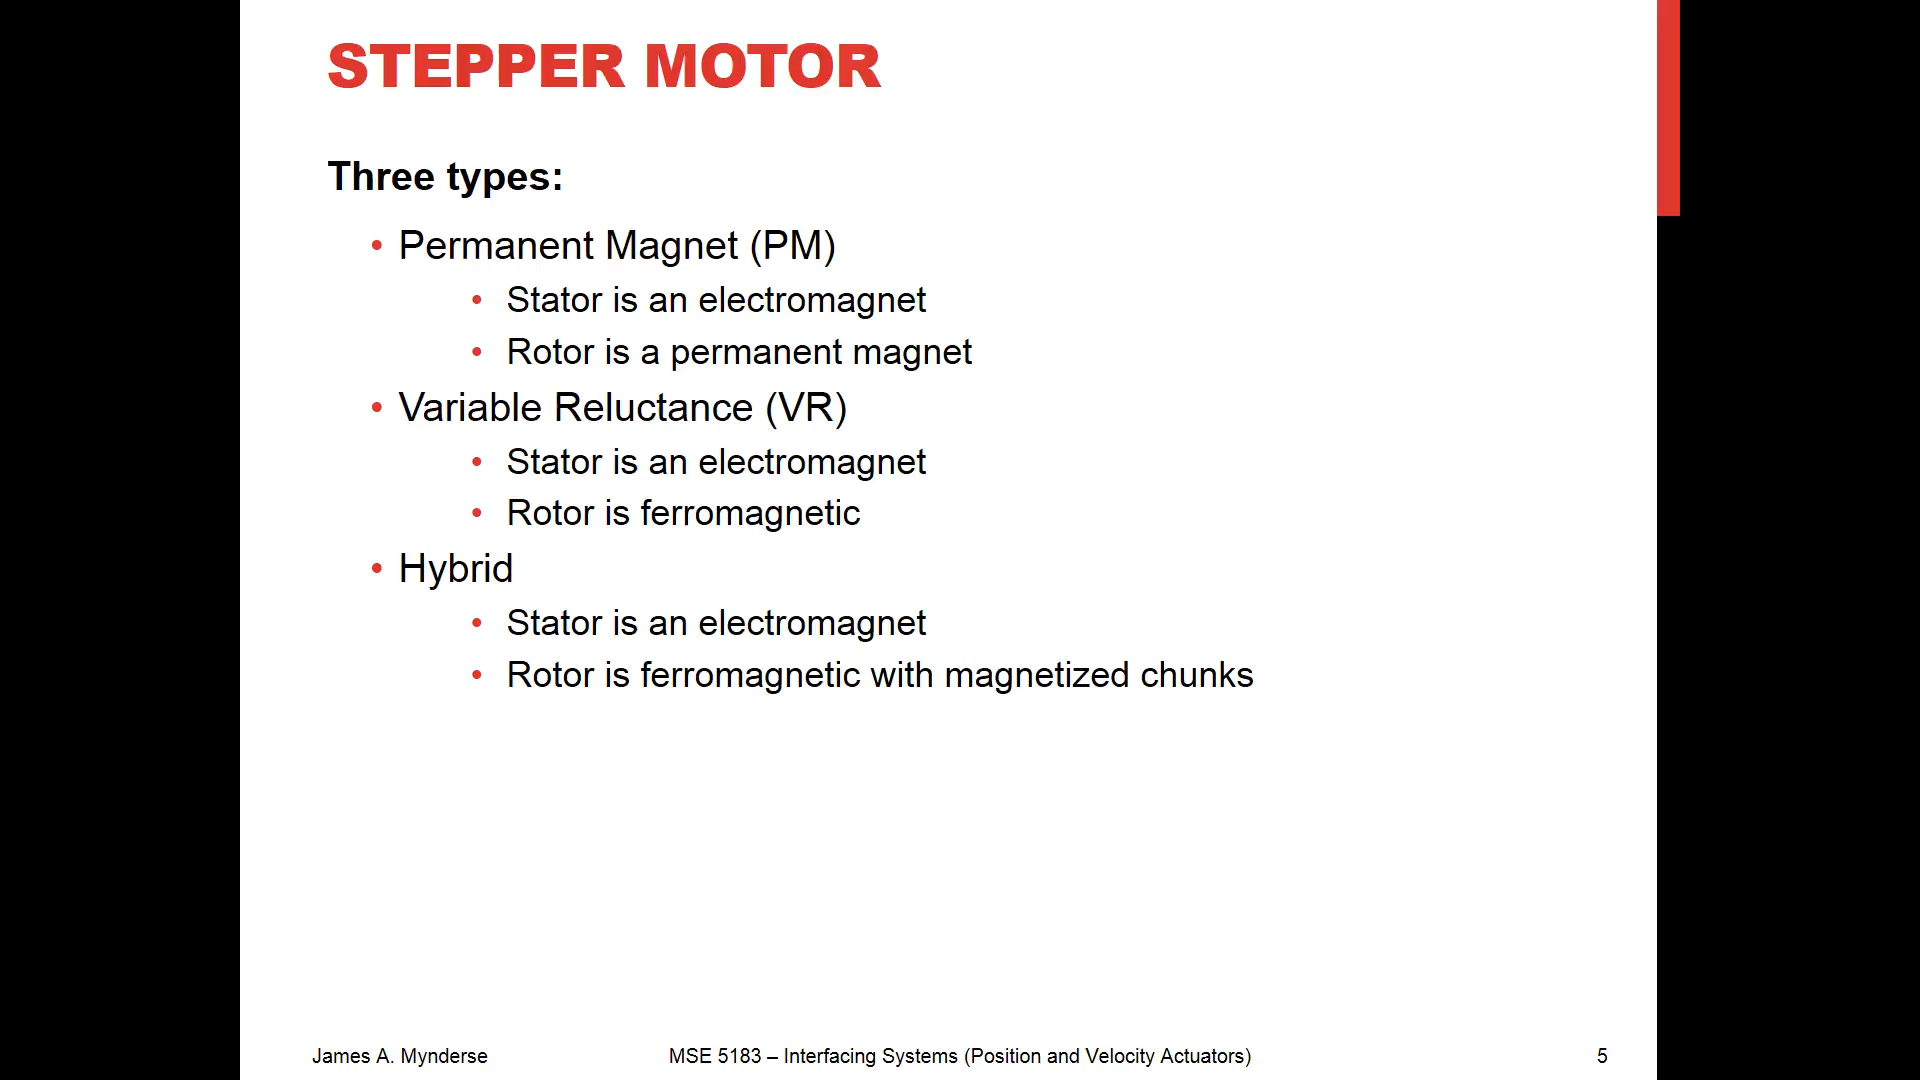 STEPPER MOTOR
Three types:
• Permanent Magnet (PM)
• Stator is an electromagnet
• Rotor is a permanent magnet
• Variable Reluctance (VR)
• Stator is an electromagnet
• Rotor is ferromagnetic
• Hybrid
• Stator is an electromagnet
• Rotor is ferromagnetic with magnetized chunks
James A. Mynderse MSE 5183 – Interfacing Systems (Position and Velocity Actuators) 5